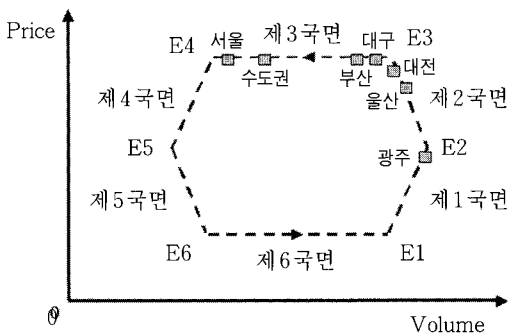 Price
E4 서울 제3국면 대구 E3
수도권 부산 대전
제4국면 울산 제2국면
E5 E2
광주
제5국면 제1국면
E6 제6국면 E1
0
Volume